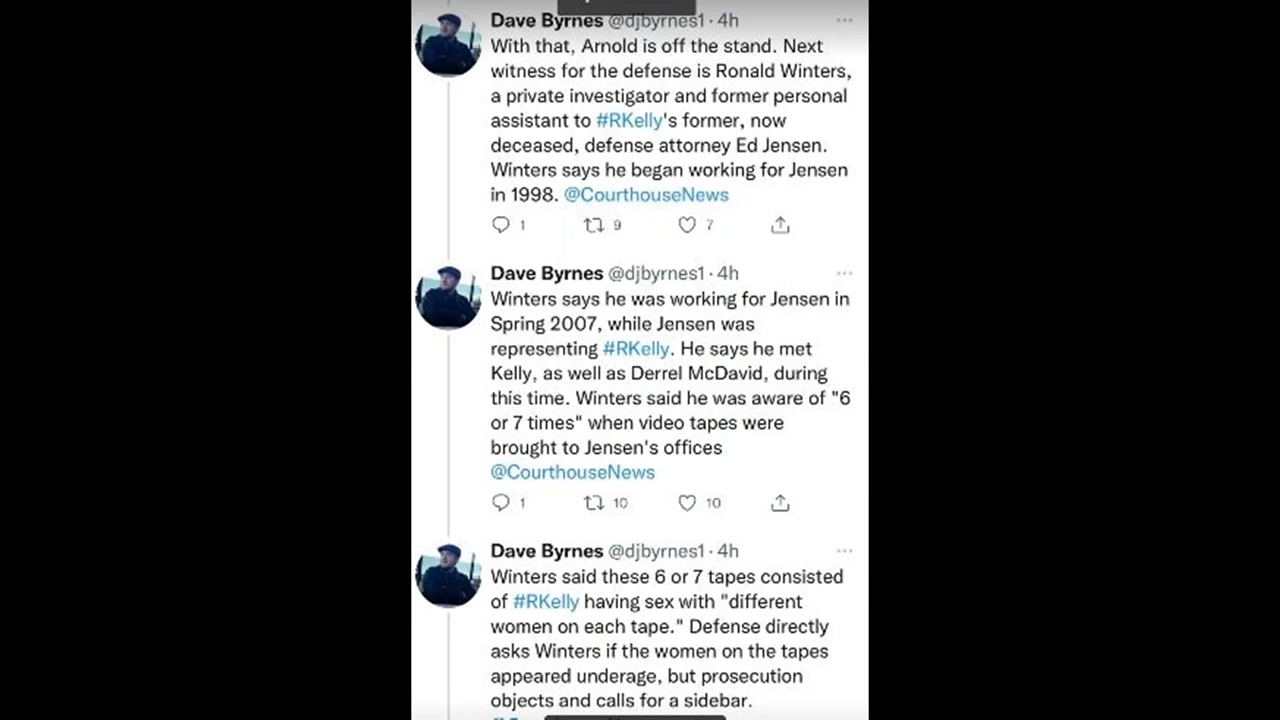 Dave Byrnes @djbyrnes1 · 4h
With that, Arnold is off the stand. Next
witness for the defense is Ronald Winters,
a private investigator and former personal
assistant to #RKelly's former, now
deceased, defense attorney Ed Jensen.
Winters says he began working for Jensen
in 1998. @CourthouseNews
1 9 7
Dave Byrnes @djbyrnes1 · 4h
Winters says he was working for Jensen in
Spring 2007, while Jensen was
representing #RKelly. He says he met
Kelly, as well as Derrel McDavid, during
this time. Winters said he was aware of "6
or 7 times" when video tapes were
brought to Jensen's offices
@CourthouseNews
1 10 10
Dave Byrnes @djbyrnes1 · 4h
Winters said these 6 or 7 tapes consisted
of #RKelly having sex with "different
women on each tape." Defense directly
asks Winters if the women on the tapes
appeared underage, but prosecution
objects and calls for a sidebar.